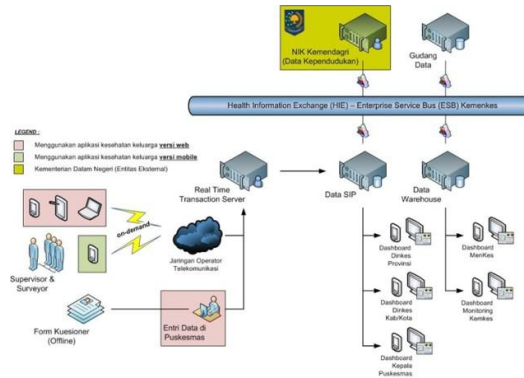 NIK Kemendagri
(Data Kependudukan)
Gudang
Data
Health Information Exchange (HIE) – Enterprise Service Bus (ESB) Kemenkes
LEGEND :
Menggunakan aplikasi kesehatan keluarga versi web
Menggunakan aplikasi kesehatan keluarga versi mobile
Kementerian Dalam Negeri (Entitas Eksternal)
Real Time
Transaction Server
Data SIP
Data
Warehouse
on-demand
Jaringan Operator
Telekomunikasi
Supervisor &
Surveyor
Form Kuesioner
(Offline)
Entri Data di
Puskesmas
Dashboard
Dinkes
Provinsi
Dashboard
MenKes
Dashboard
Dinkes
Kab/Kota
Dashboard
Monitoring
Kemkes
Dashboard
Kepala
Puskesmas